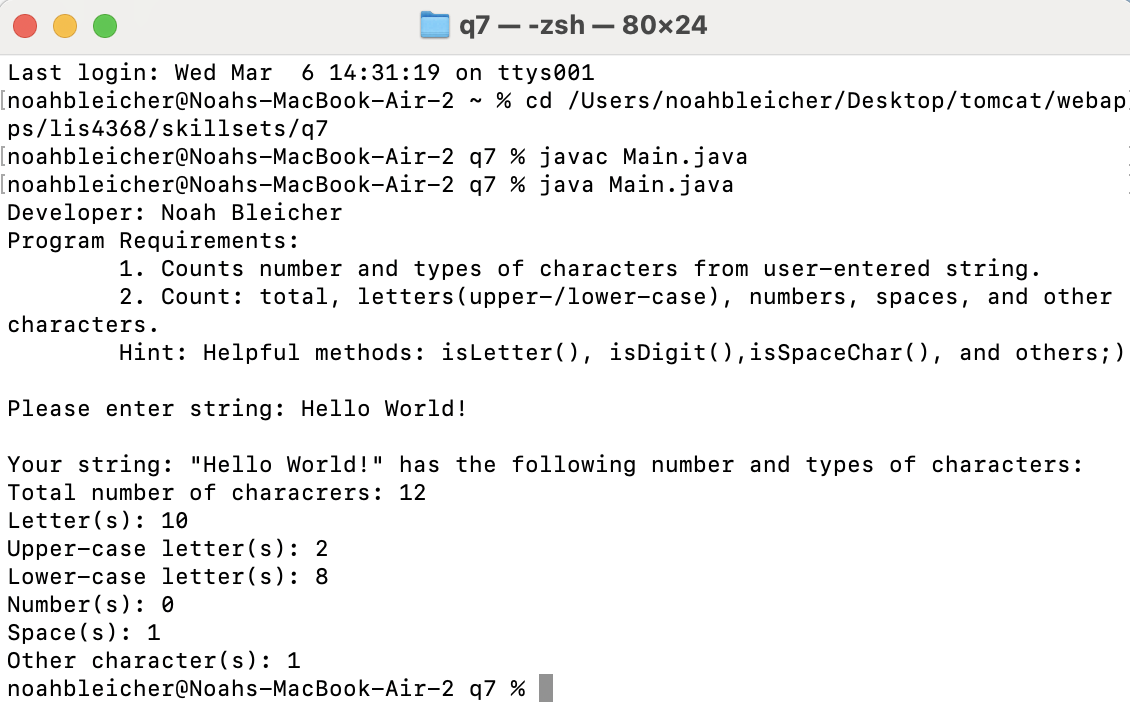 q7 — -zsh — 80×24
Last login: Wed Mar  6 14:31:19 on ttys001
[noahbleicher@Noahs-MacBook-Air-2 ~ % cd /Users/noahbleicher/Desktop/tomcat/webap]
ps/lis4368/skillsets/q7
[noahbleicher@Noahs-MacBook-Air-2 q7 % javac Main.java
[noahbleicher@Noahs-MacBook-Air-2 q7 % java Main.java
Developer: Noah Bleicher
Program Requirements:
        1. Counts number and types of characters from user-entered string.
        2. Count: total, letters(upper-/lower-case), numbers, spaces, and other
characters.
        Hint: Helpful methods: isLetter(), isDigit(),isSpaceChar(), and others;)
Please enter string: Hello World!
Your string: "Hello World!" has the following number and types of characters:
Total number of characrers: 12
Letter(s): 10
Upper-case letter(s): 2
Lower-case letter(s): 8
Number(s): 0
Space(s): 1
Other character(s): 1
noahbleicher@Noahs-MacBook-Air-2 q7 %